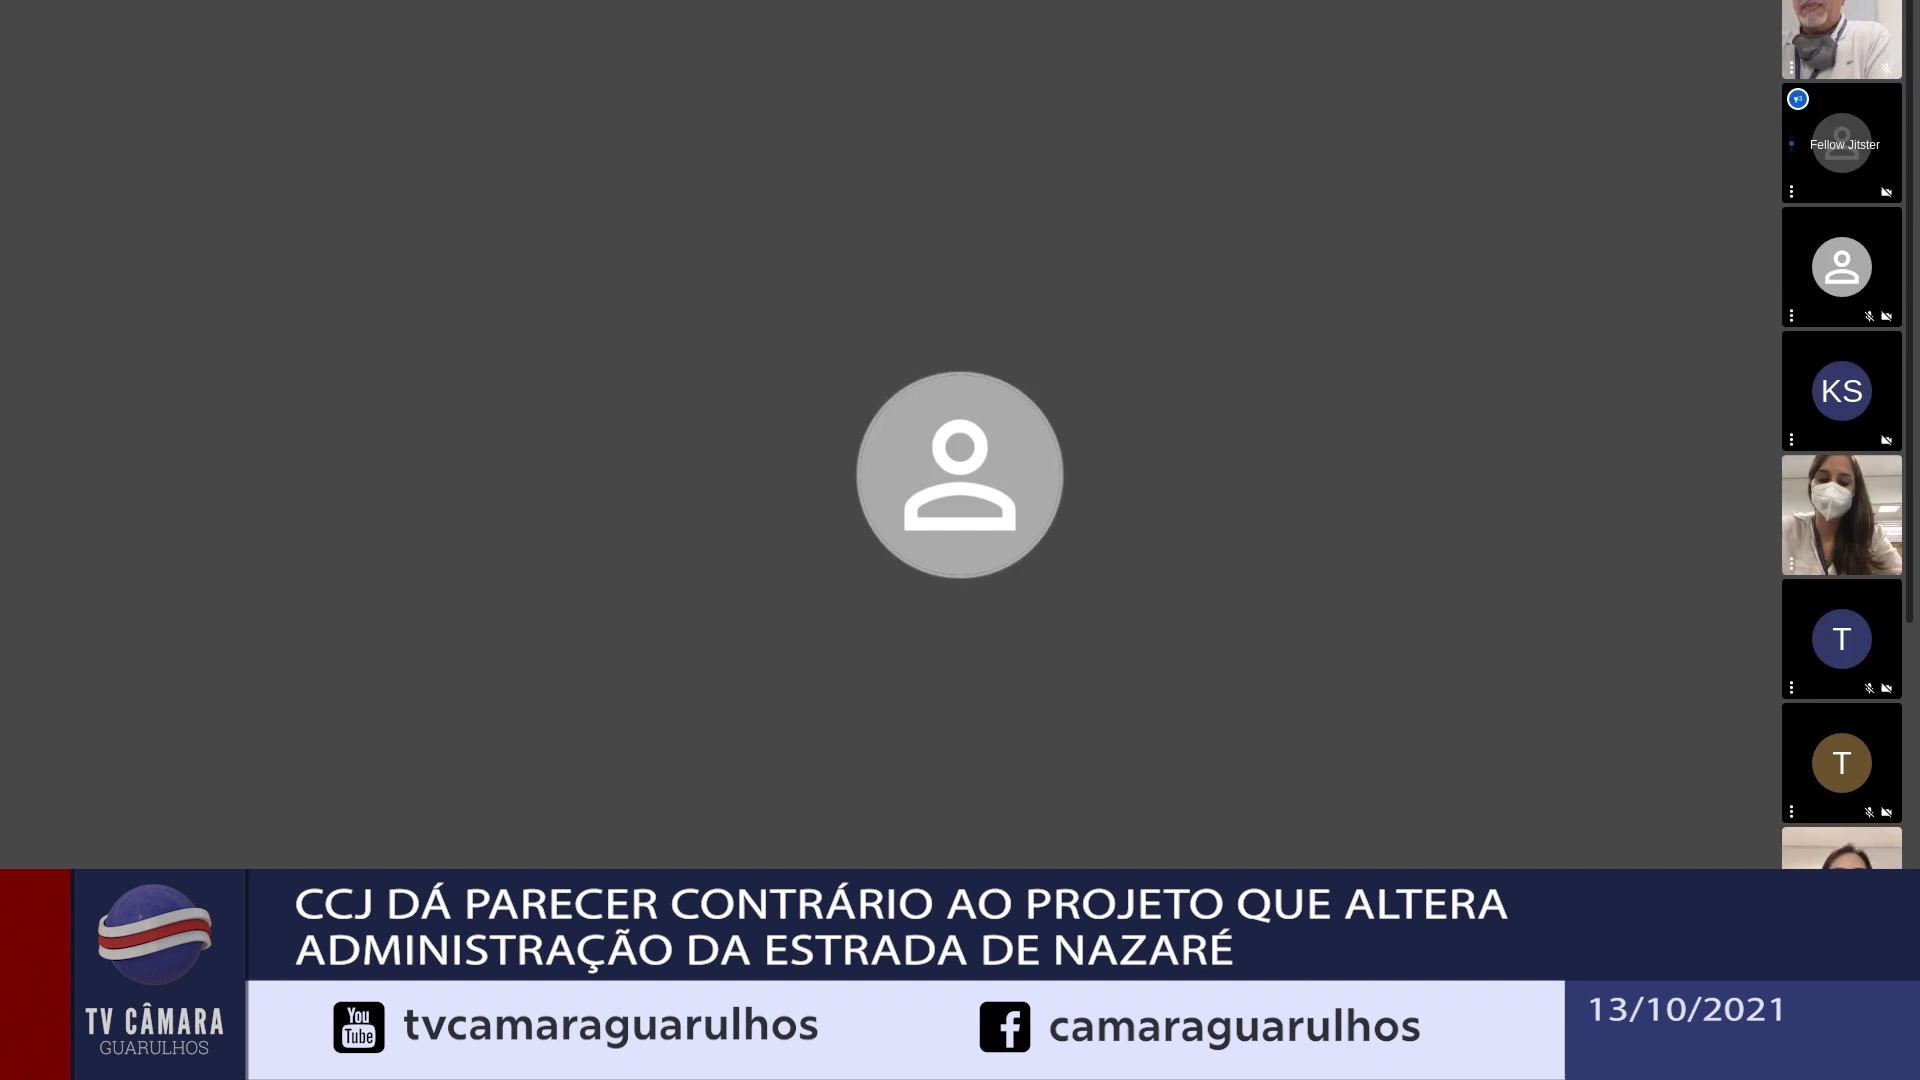 Fellow Jitster
KS
T
T
CCJ DÁ PARECER CONTRÁRIO AO PROJETO QUE ALTERA
ADMINISTRAÇÃO DA ESTRADA DE NAZARÉ
TV CÂMARA
GUARULHOS
You
Tube
tvcamaraguarulhos
camaraguarulhos
13/10/2021